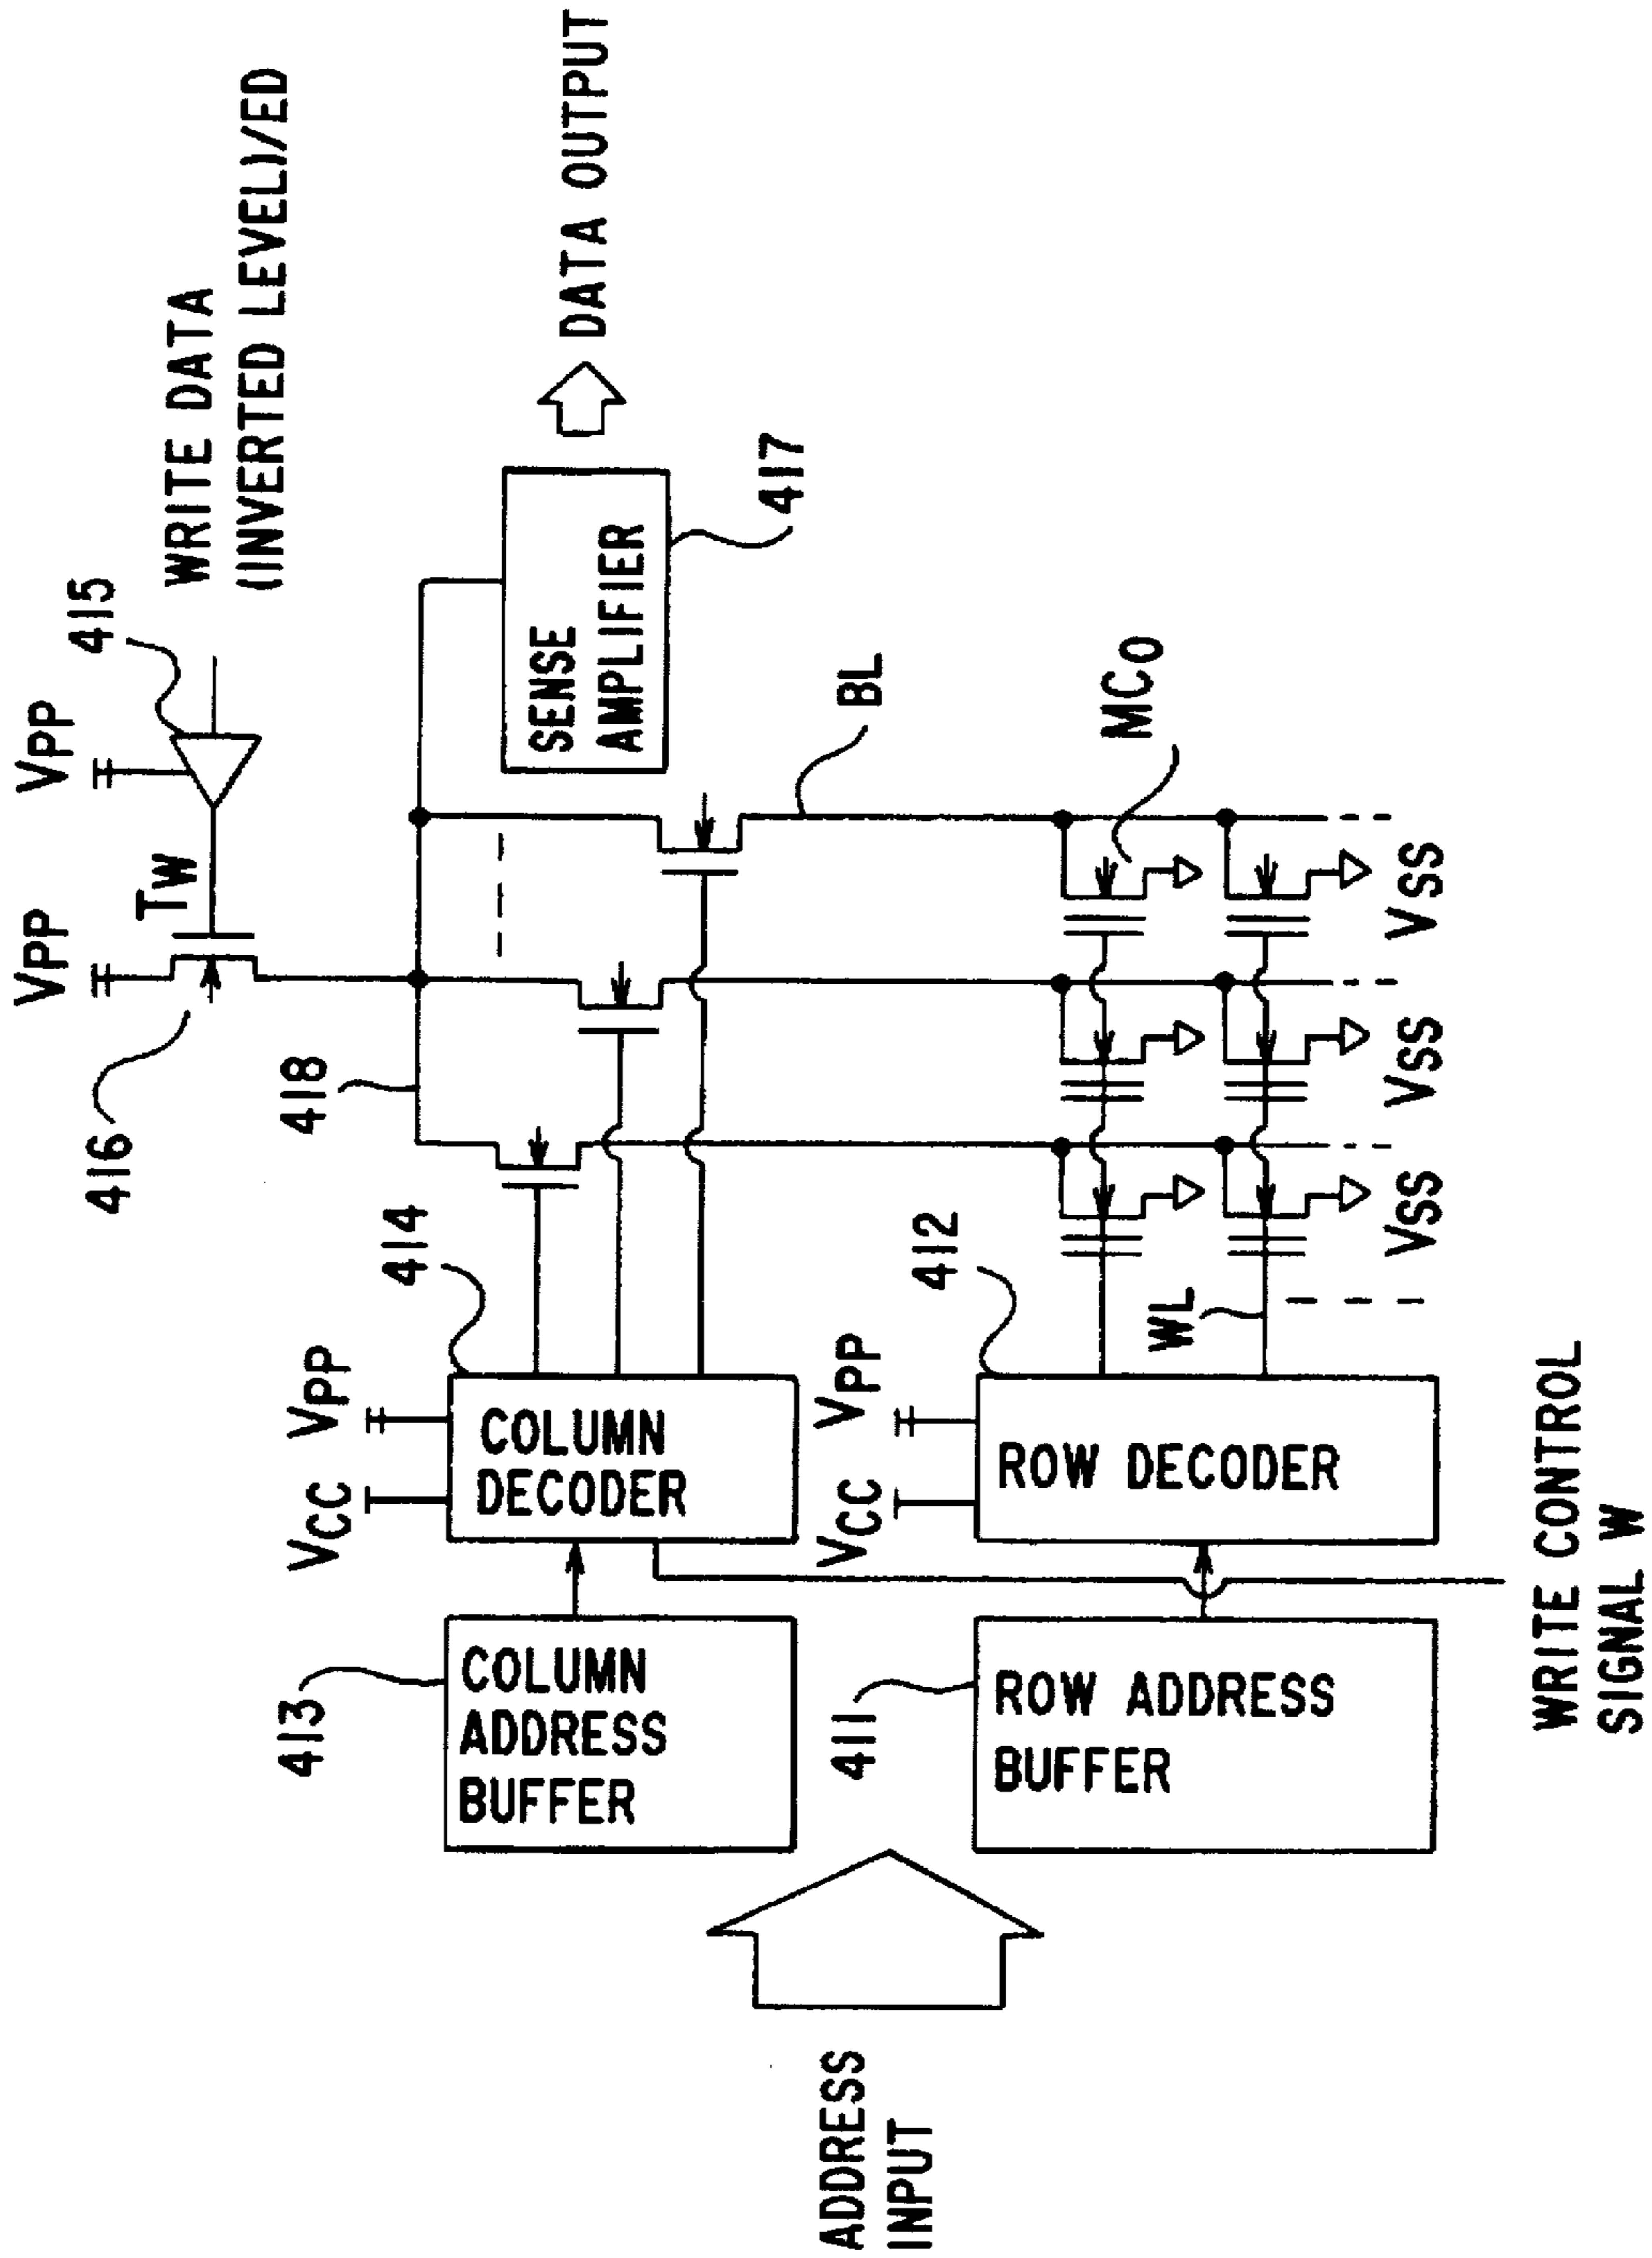 ADDRESS
INPUT
413
COLUMN
ADDRESS
BUFFER
411
ROW ADDRESS
BUFFER
WRITE CONTROL
SIGNAL W
VCC
VPP
414
COLUMN
DECODER
VCC
VPP
412
ROW DECODER
WL
416
VPP
TW
VPP
415
WRITE DATA
(INVERTED LEVEL)/ED
418
SENSE
AMPLIFIER
417
DATA OUTPUT
BL
MC0
VSS
VSS
VSS